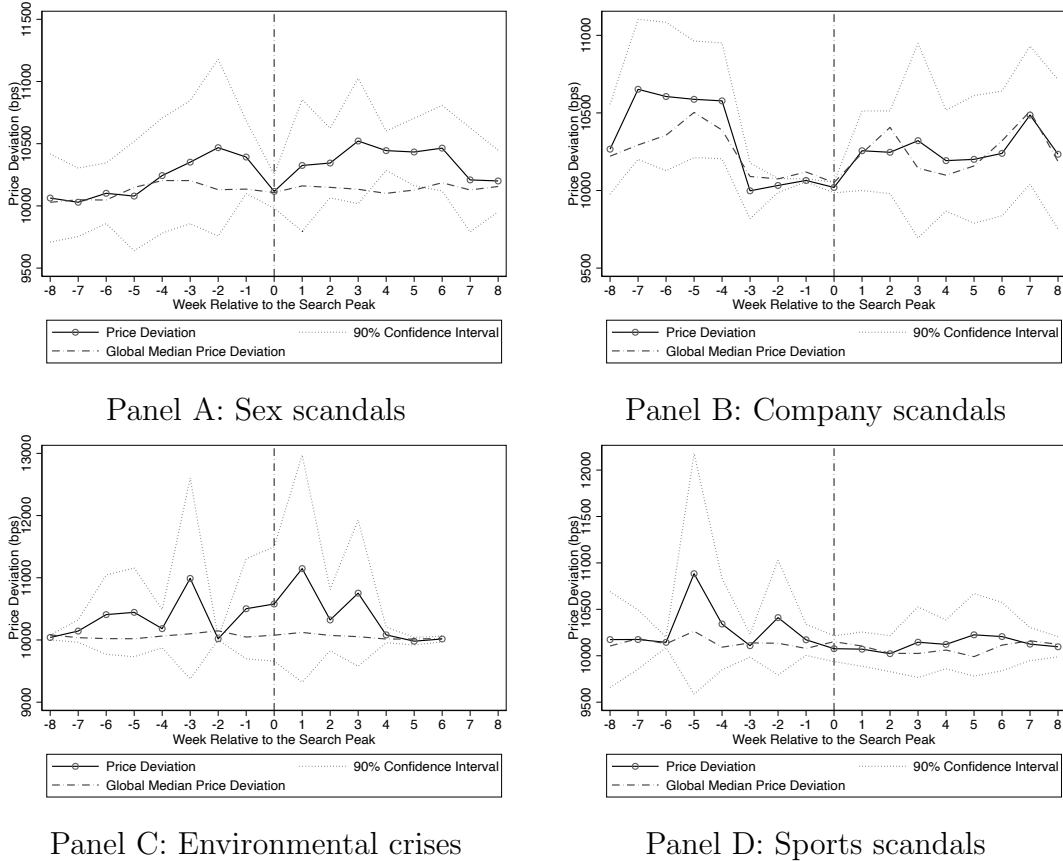 Price Deviation (bps)
11500
11000
10500
10000
9500
-8 -7 -6 -5 -4 -3 -2 -1 0 1 2 3 4 5 6 7 8
Week Relative to the Search Peak
Price Deviation
90% Confidence Interval
Global Median Price Deviation
Panel A: Sex scandals
Price Deviation (bps)
11000
10500
10000
9500
-8 -7 -6 -5 -4 -3 -2 -1 0 1 2 3 4 5 6 7 8
Week Relative to the Search Peak
Price Deviation
90% Confidence Interval
Global Median Price Deviation
Panel B: Company scandals
Price Deviation (bps)
13000
12000
11000
10000
9000
-8 -7 -6 -5 -4 -3 -2 -1 0 1 2 3 4 5 6 7 8
Week Relative to the Search Peak
Price Deviation
90% Confidence Interval
Global Median Price Deviation
Panel C: Environmental crises
Price Deviation (bps)
12000
11500
11000
10500
10000
9500
-8 -7 -6 -5 -4 -3 -2 -1 0 1 2 3 4 5 6 7 8
Week Relative to the Search Peak
Price Deviation
90% Confidence Interval
Global Median Price Deviation
Panel D: Sports scandals